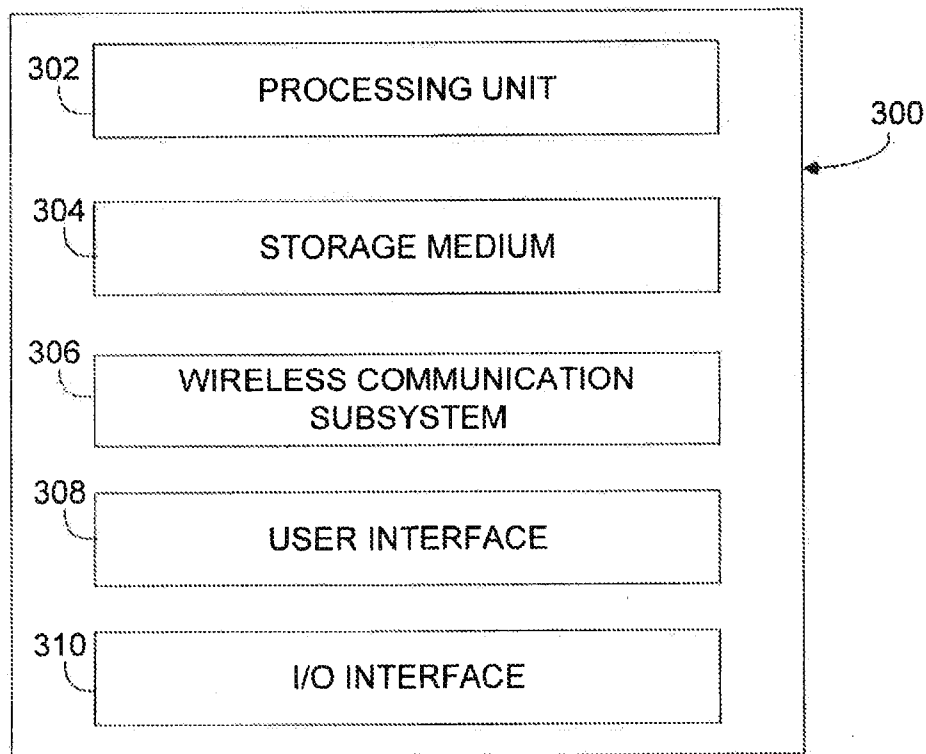 302
PROCESSING UNIT
300
304
STORAGE MEDIUM
306
WIRELESS COMMUNICATION
SUBSYSTEM
308
USER INTERFACE
310
I/O INTERFACE